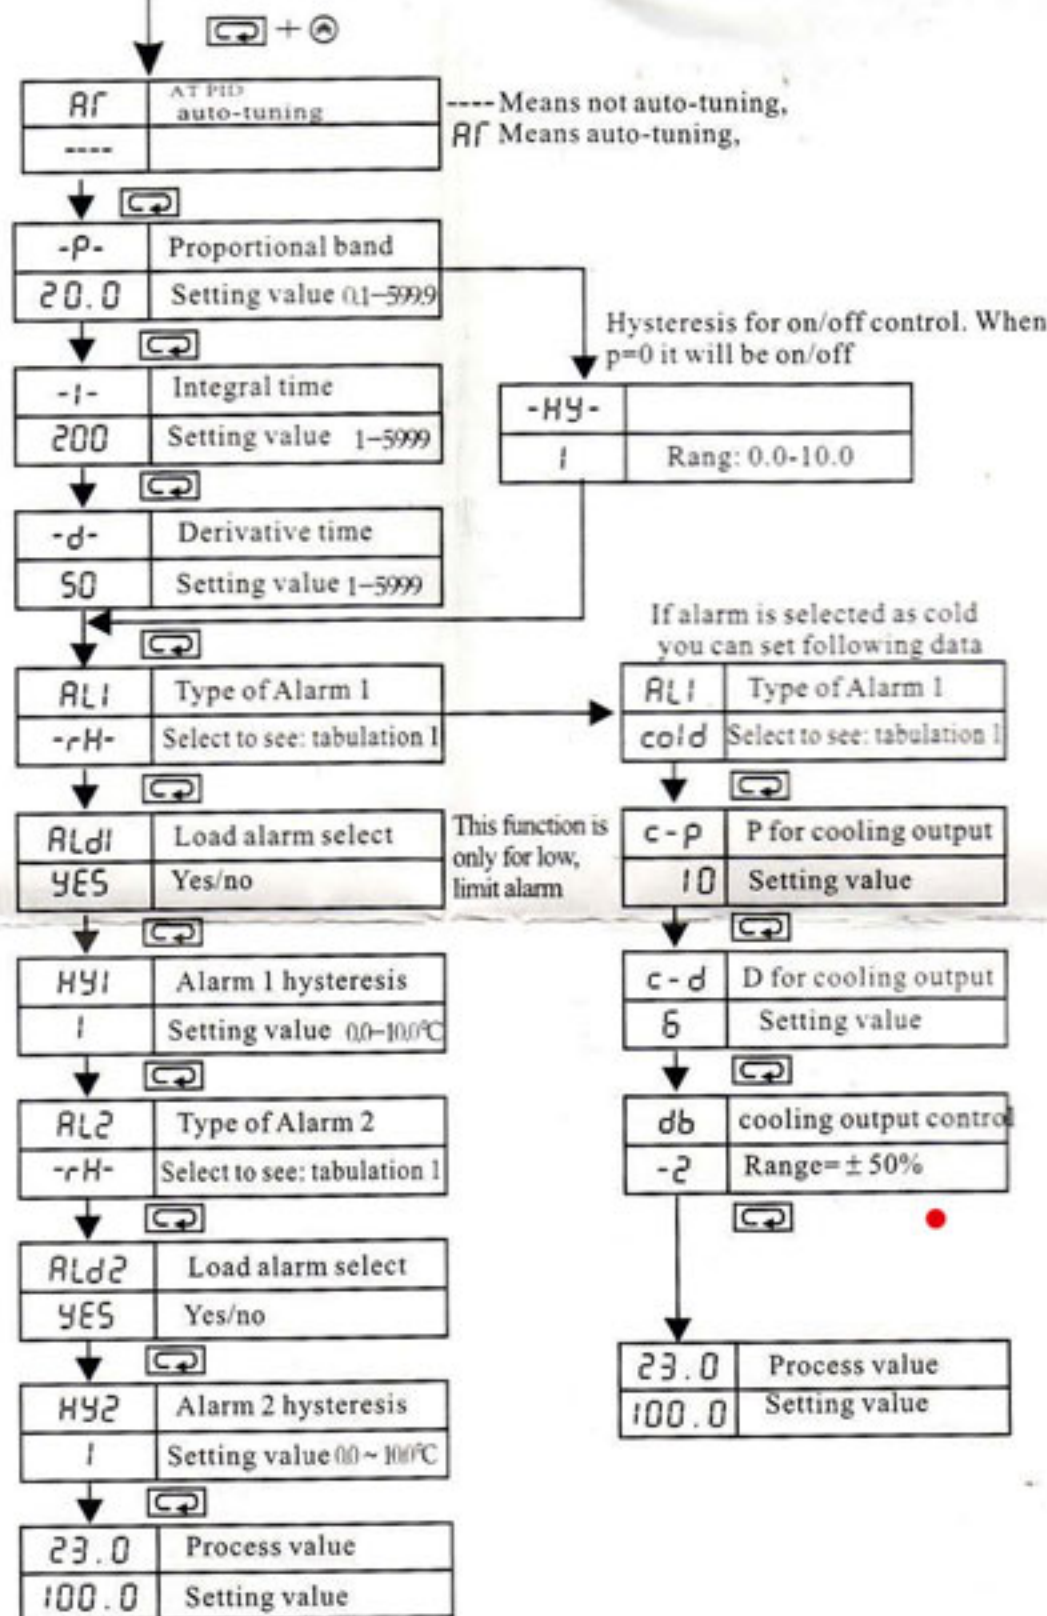 +
AT
AT PID
auto-tuning
----
---- Means not auto-tuning,
AT Means auto-tuning,
-P-
Proportional band
20.0
Setting value 0.1–599.9
Hysteresis for on/off control. When
p=0 it will be on/off
-HY-
1
Rang: 0.0-10.0
-I-
Integral time
200
Setting value 1–5999
-d-
Derivative time
50
Setting value 1–5999
AL1
Type of Alarm 1
-rH-
Select to see: tabulation 1
If alarm is selected as cold
you can set following data
AL1
Type of Alarm 1
cold
Select to see: tabulation 1
ALd1
Load alarm select
YES
Yes/no
This function is
only for low,
limit alarm
c-P
P for cooling output
10
Setting value
HY1
Alarm 1 hysteresis
1
Setting value 0.0–10.0℃
c-d
D for cooling output
6
Setting value
AL2
Type of Alarm 2
-rH-
Select to see: tabulation 1
db
cooling output control
-2
Range=±50%
ALd2
Load alarm select
YES
Yes/no
HY2
Alarm 2 hysteresis
1
Setting value 0.0~10.0℃
23.0
Process value
100.0
Setting value
23.0
Process value
100.0
Setting value